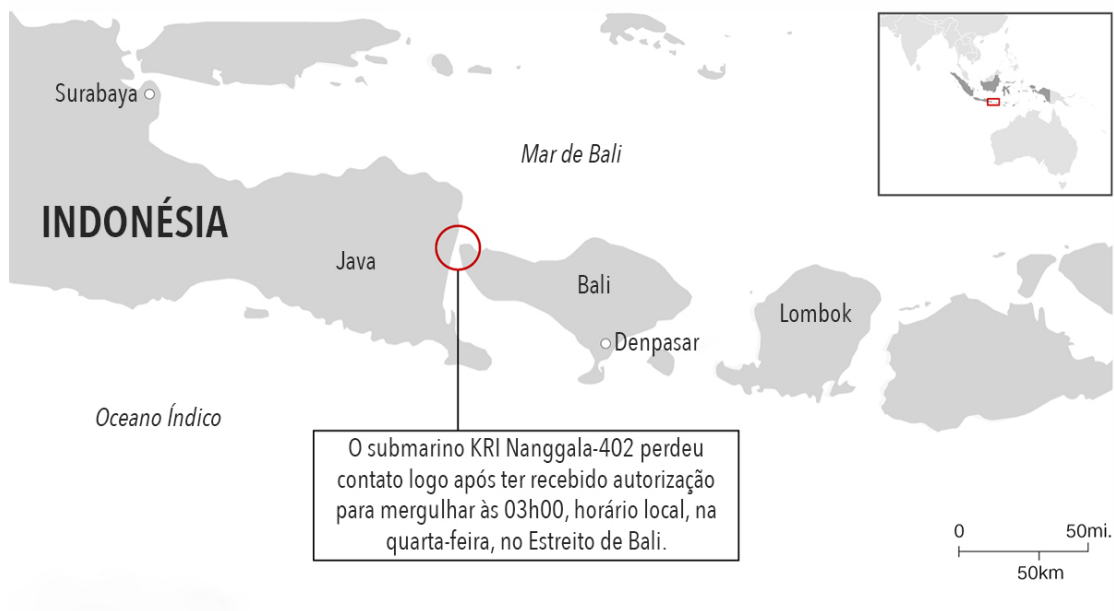 Surabaya
Mar de Bali
INDONÉSIA
Java
Bali
Lombok
Denpasar
Oceano Índico
O submarino KRI Nanggala-402 perdeu
contato logo após ter recebido autorização
para mergulhar às 03h00, horário local, na
quarta-feira, no Estreito de Bali.
0 50mi.
50km